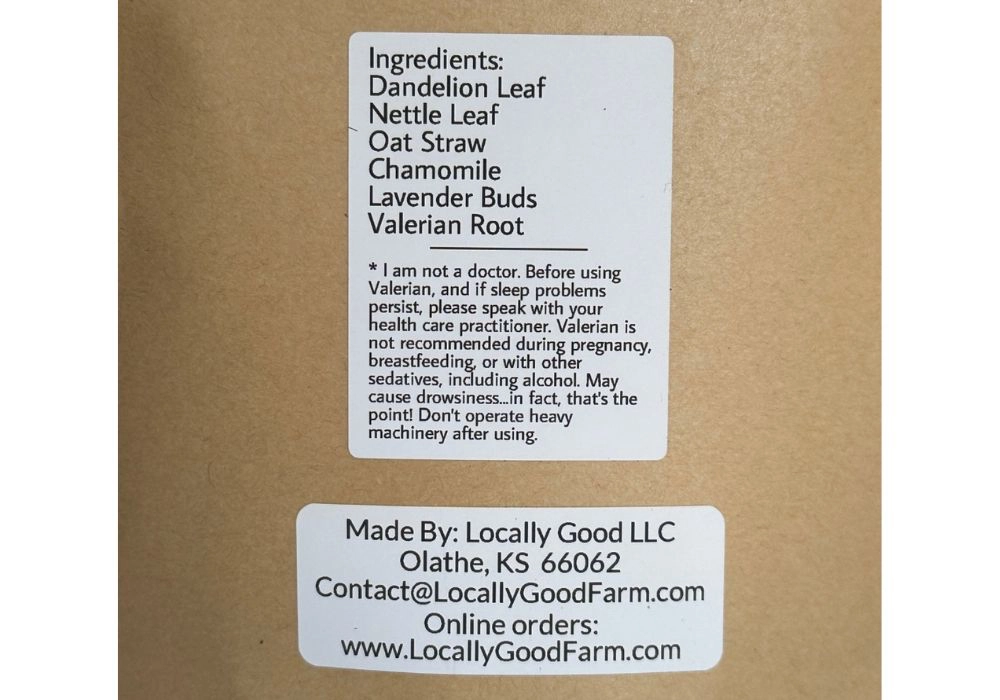 Ingredients:
Dandelion Leaf
Nettle Leaf
Oat Straw
Chamomile
Lavender Buds
Valerian Root
* I am not a doctor. Before using
Valerian, and if sleep problems
persist, please speak with your
health care practitioner. Valerian is
not recommended during pregnancy,
breastfeeding, or with other
sedatives, including alcohol. May
cause drowsiness...in fact, that's the
point! Don't operate heavy
machinery after using.
Made By: Locally Good LLC
Olathe, KS 66062
Contact@LocallyGoodFarm.com
Online orders:
www.LocallyGoodFarm.com